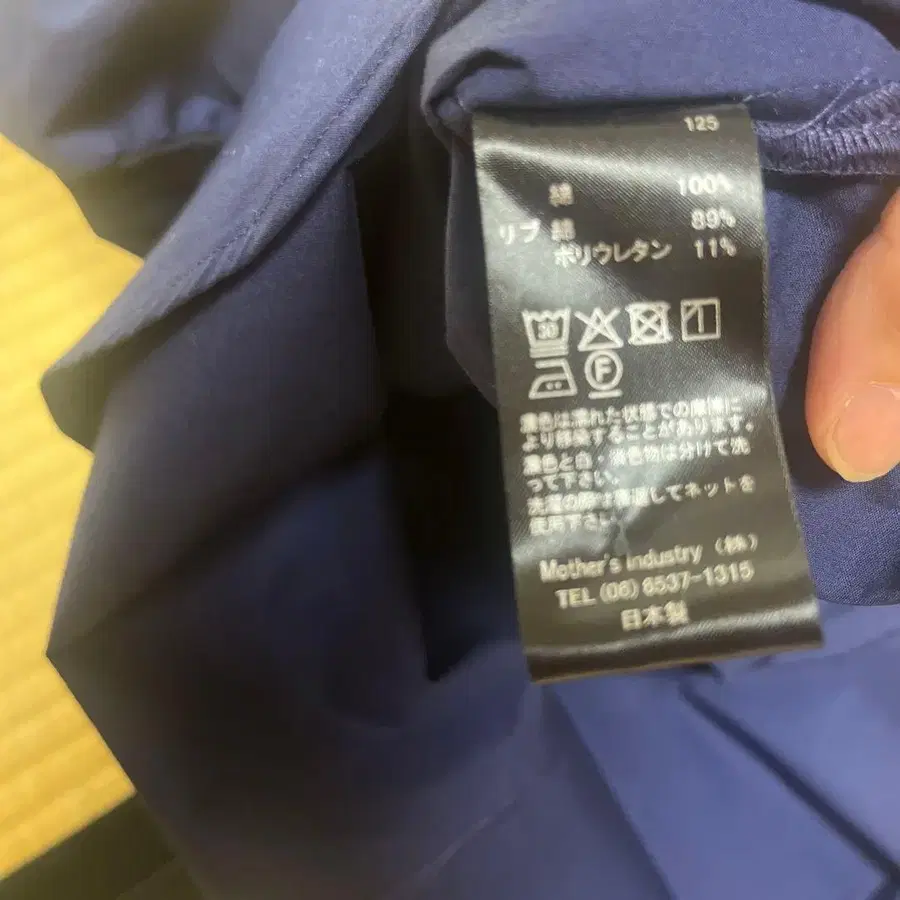 125
綿 100%
リブ 綿 89%
ポリウレタン 11%
30
F
濃色は濡れた状態での摩擦に
より移染することがあります。
濃色と白・淡色物は分けて洗
って下さい。
洗濯の際は裏返してネットを
使用下さい。
Mother's Industry (株)
TEL (06) 6537-1315
日本製